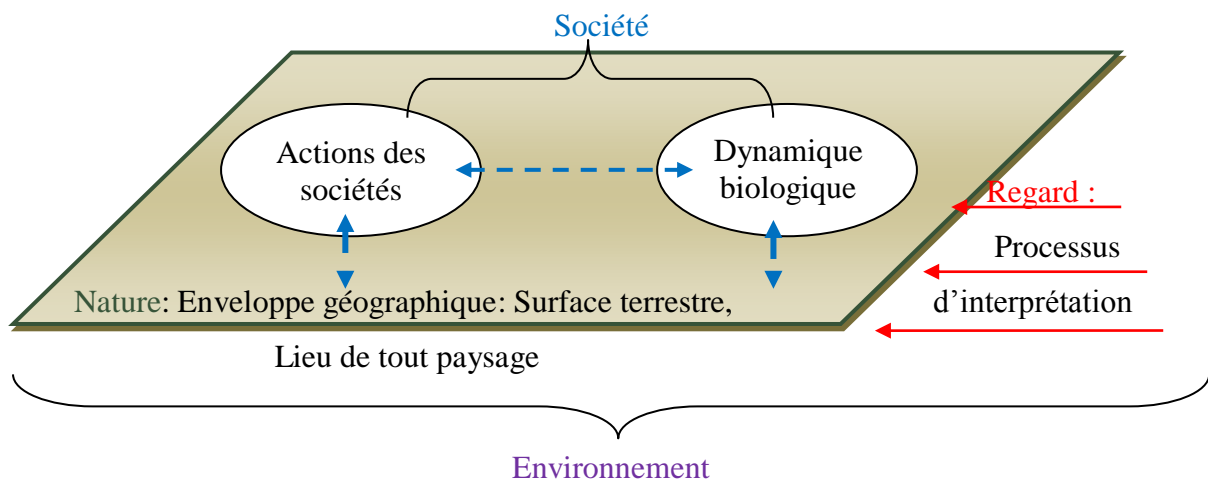 Société
Actions des
sociétés
Dynamique
biologique
Regard :
Processus
d’interprétation
Nature: Enveloppe géographique: Surface terrestre,
Lieu de tout paysage
Environnement